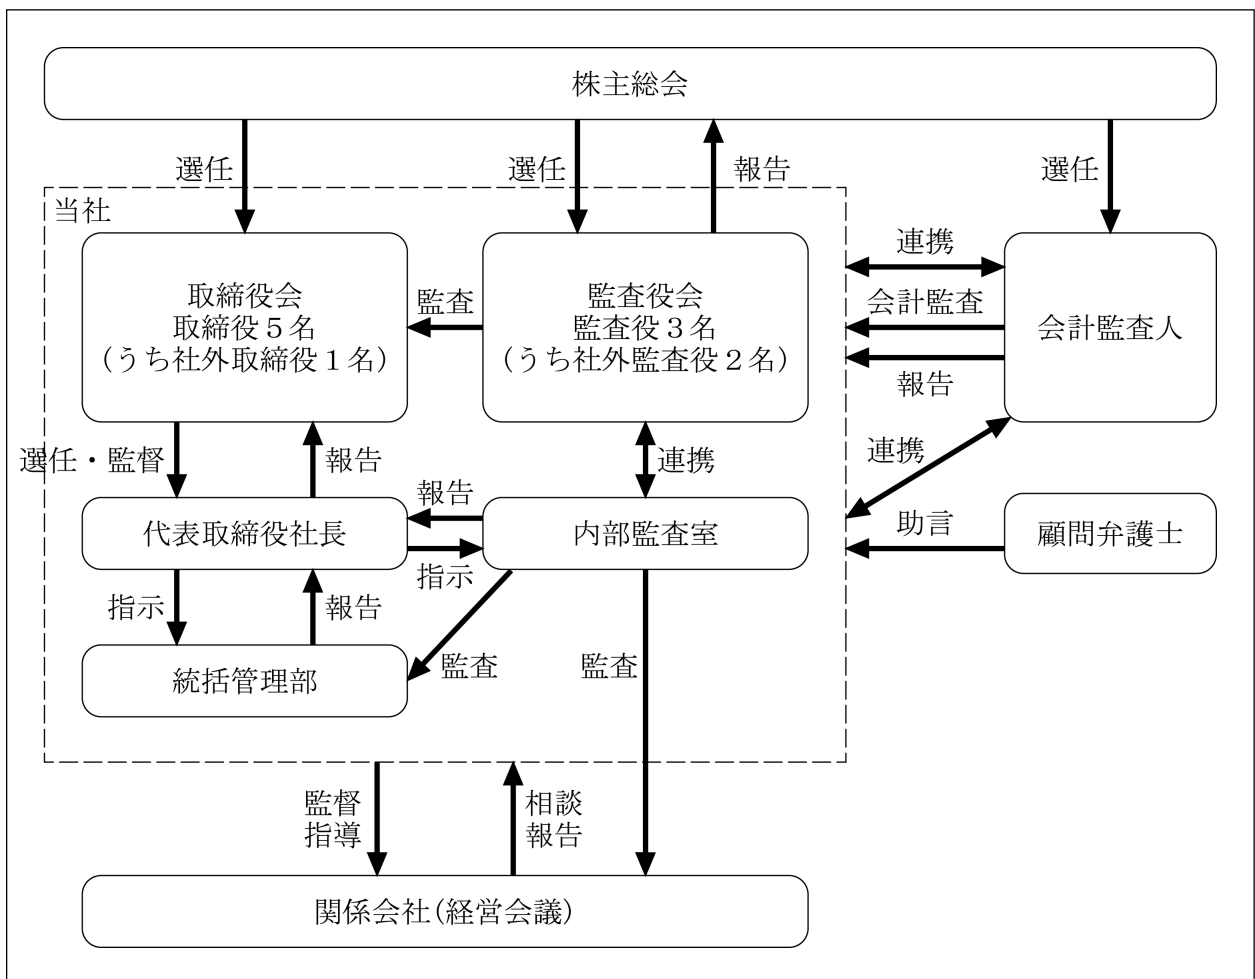 株主総会
選任
選任
報告
選任
当社
取締役会
取締役5名
(うち社外取締役1名)
監査
監査役会
監査役3名
(うち社外監査役2名)
連携
会計監査
報告
会計監査人
選任・監督
報告
連携
連携
代表取締役社長
報告
指示
内部監査室
助言
顧問弁護士
指示
報告
監査
監査
統括管理部
監督
指導
相談
報告
関係会社(経営会議)